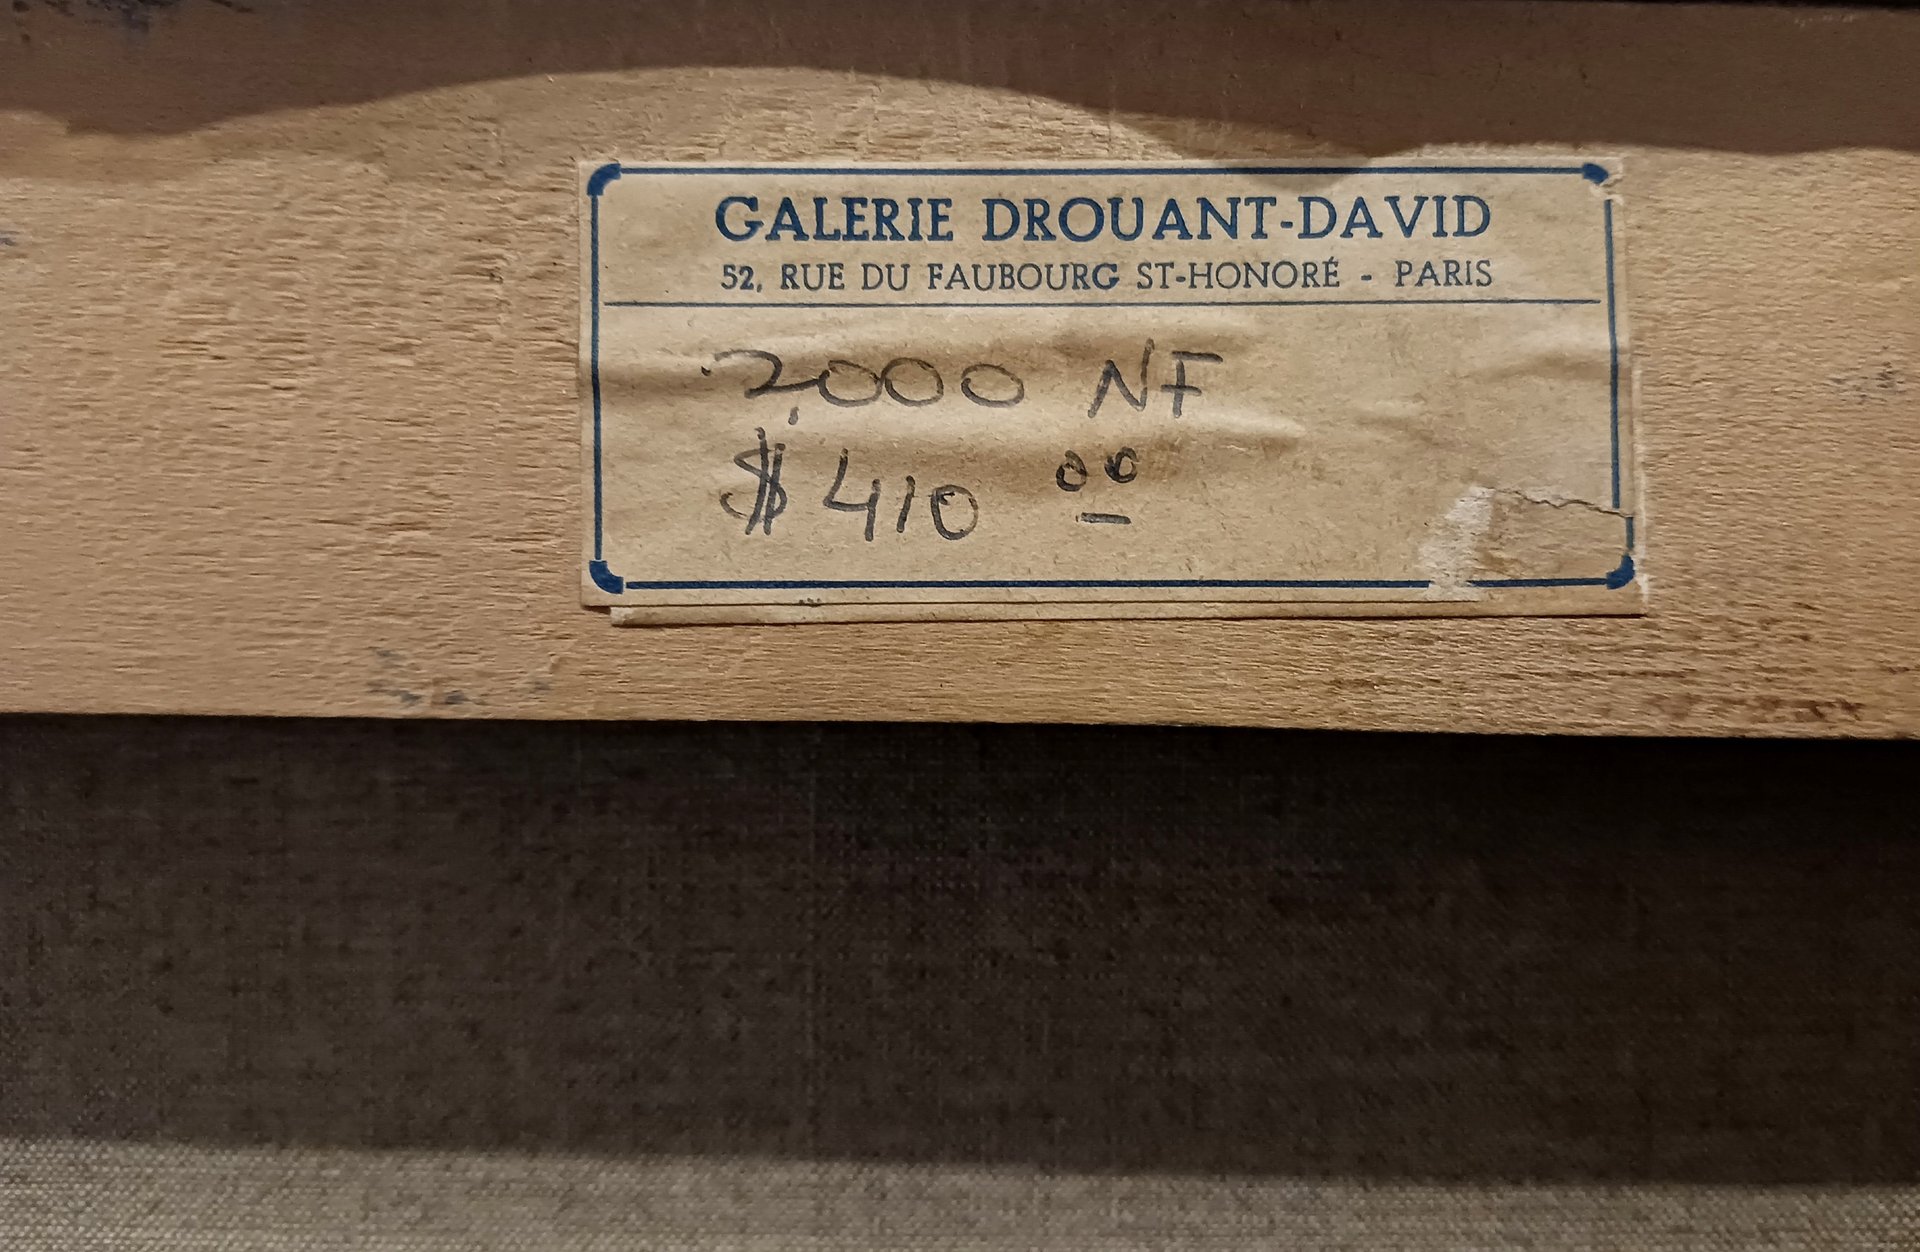 GALERIE DROUANT-DAVID
52, RUE DU FAUBOURG ST-HONORÉ - PARIS
2,000 NF
$ 410 00